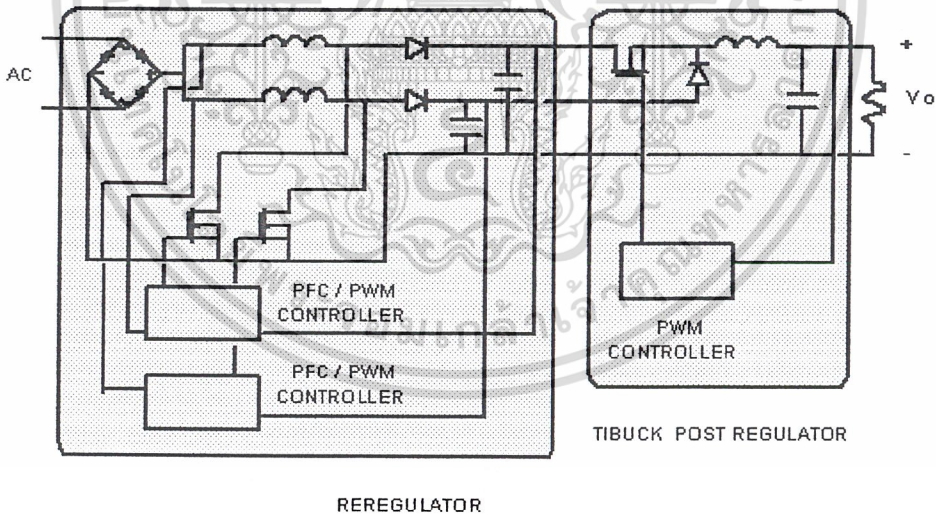 AC
+
Vo
-
PFC / PWM
CONTROLLER
PFC / PWM
CONTROLLER
PWM
CONTROLLER
TIBUCK POST REGULATOR
REREGULATOR